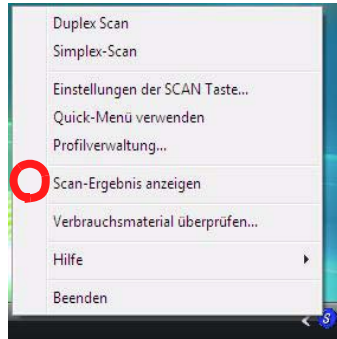 Duplex Scan
Simplex-Scan
Einstellungen der SCAN Taste...
Quick-Menü verwenden
Profilverwaltung...
Scan-Ergebnis anzeigen
Verbrauchsmaterial überprüfen...
Hilfe
Beenden
S